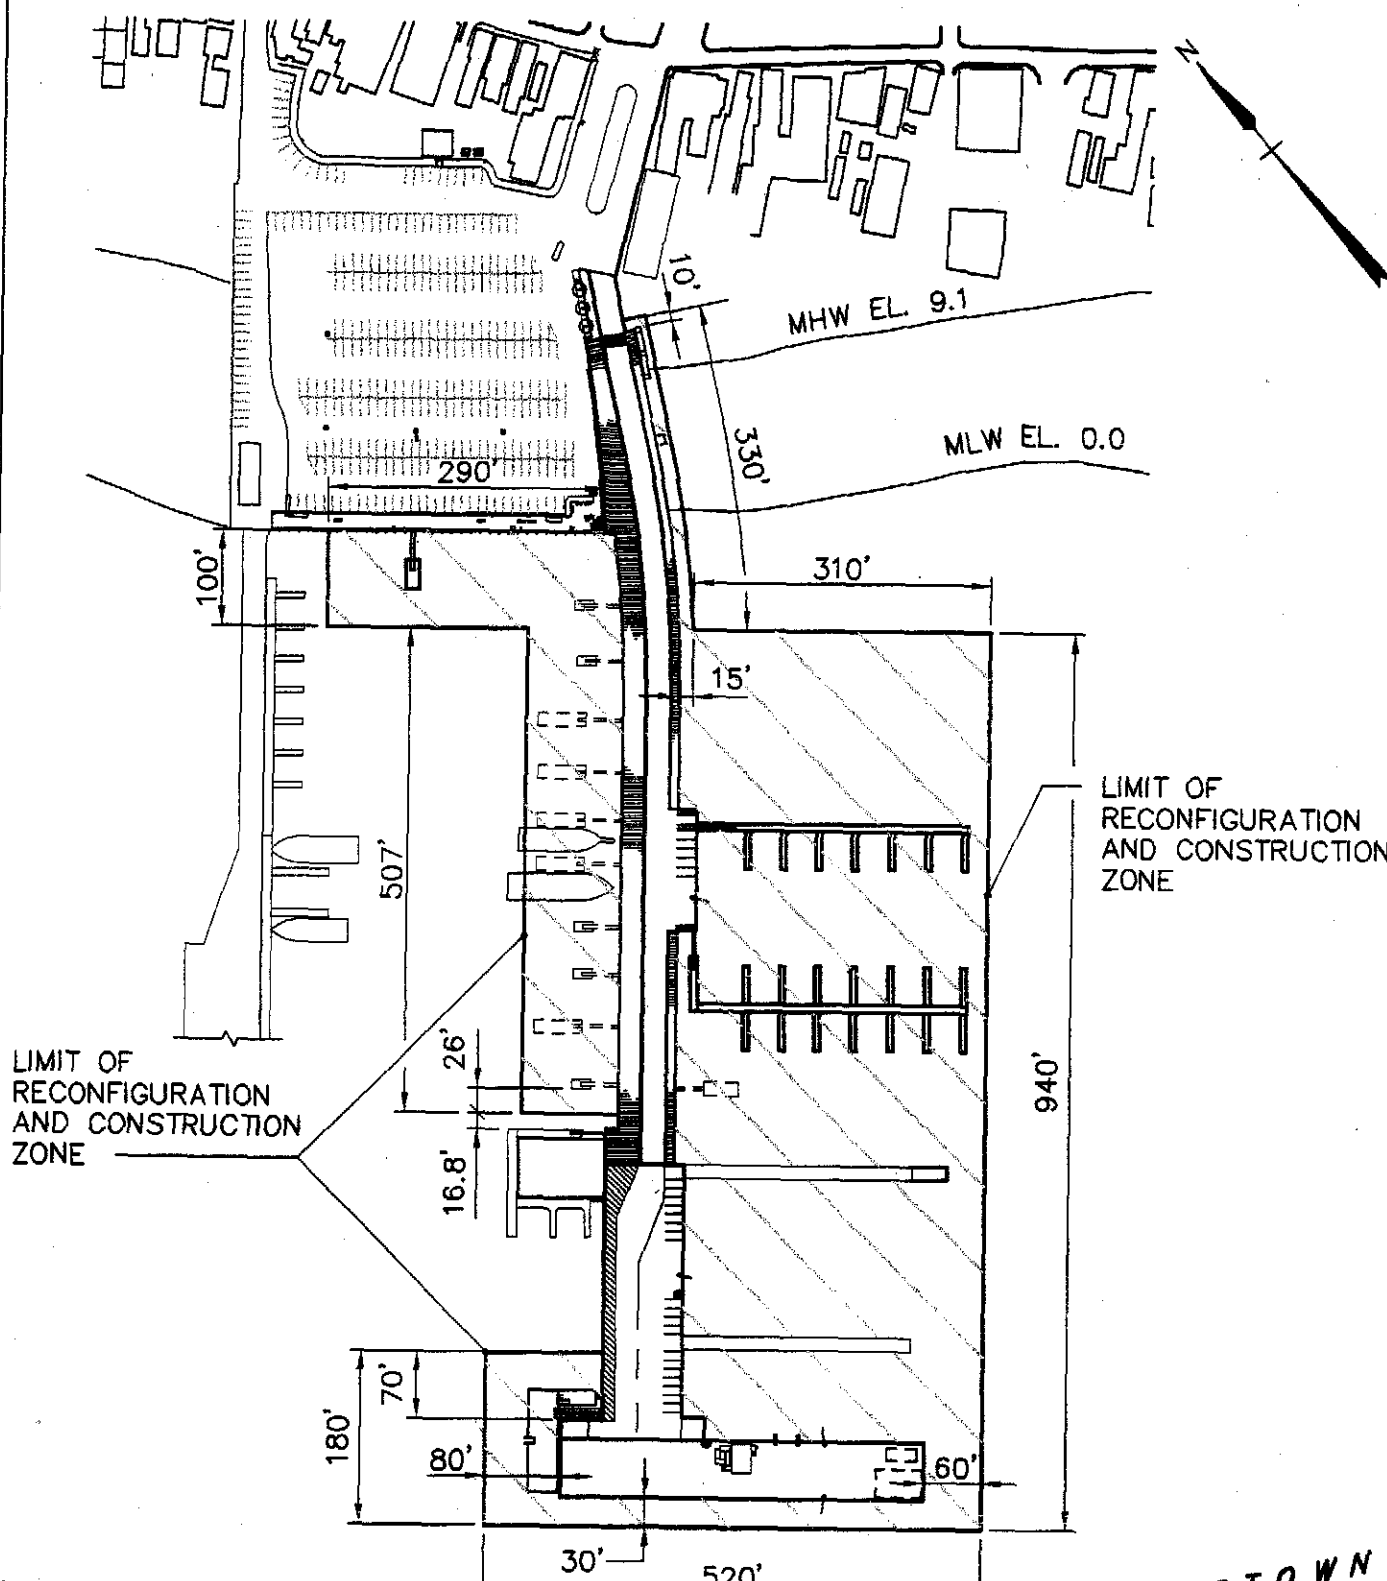 N
10'
MHW EL. 9.1
330'
MLW EL. 0.0
290'
100'
310'
15'
LIMIT OF
RECONFIGURATION
AND CONSTRUCTION
ZONE
507'
26'
940'
LIMIT OF
RECONFIGURATION
AND CONSTRUCTION
ZONE
16.8'
70'
180'
80'
60'
30'
520'
TOWN